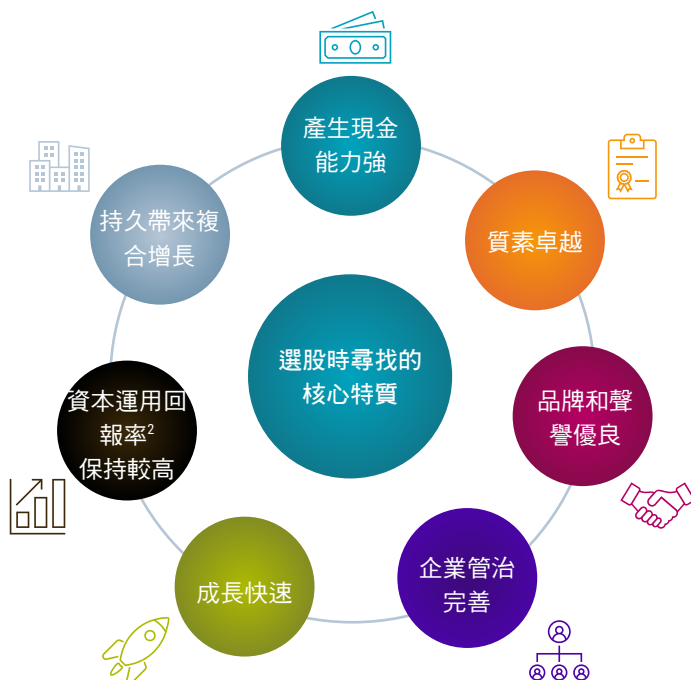 產生現金
能力強
質素卓越
品牌和聲
譽優良
企業管治
完善
成長快速
資本運用回
報率²
保持較高
持久帶來複
合增長
選股時尋找的
核心特質